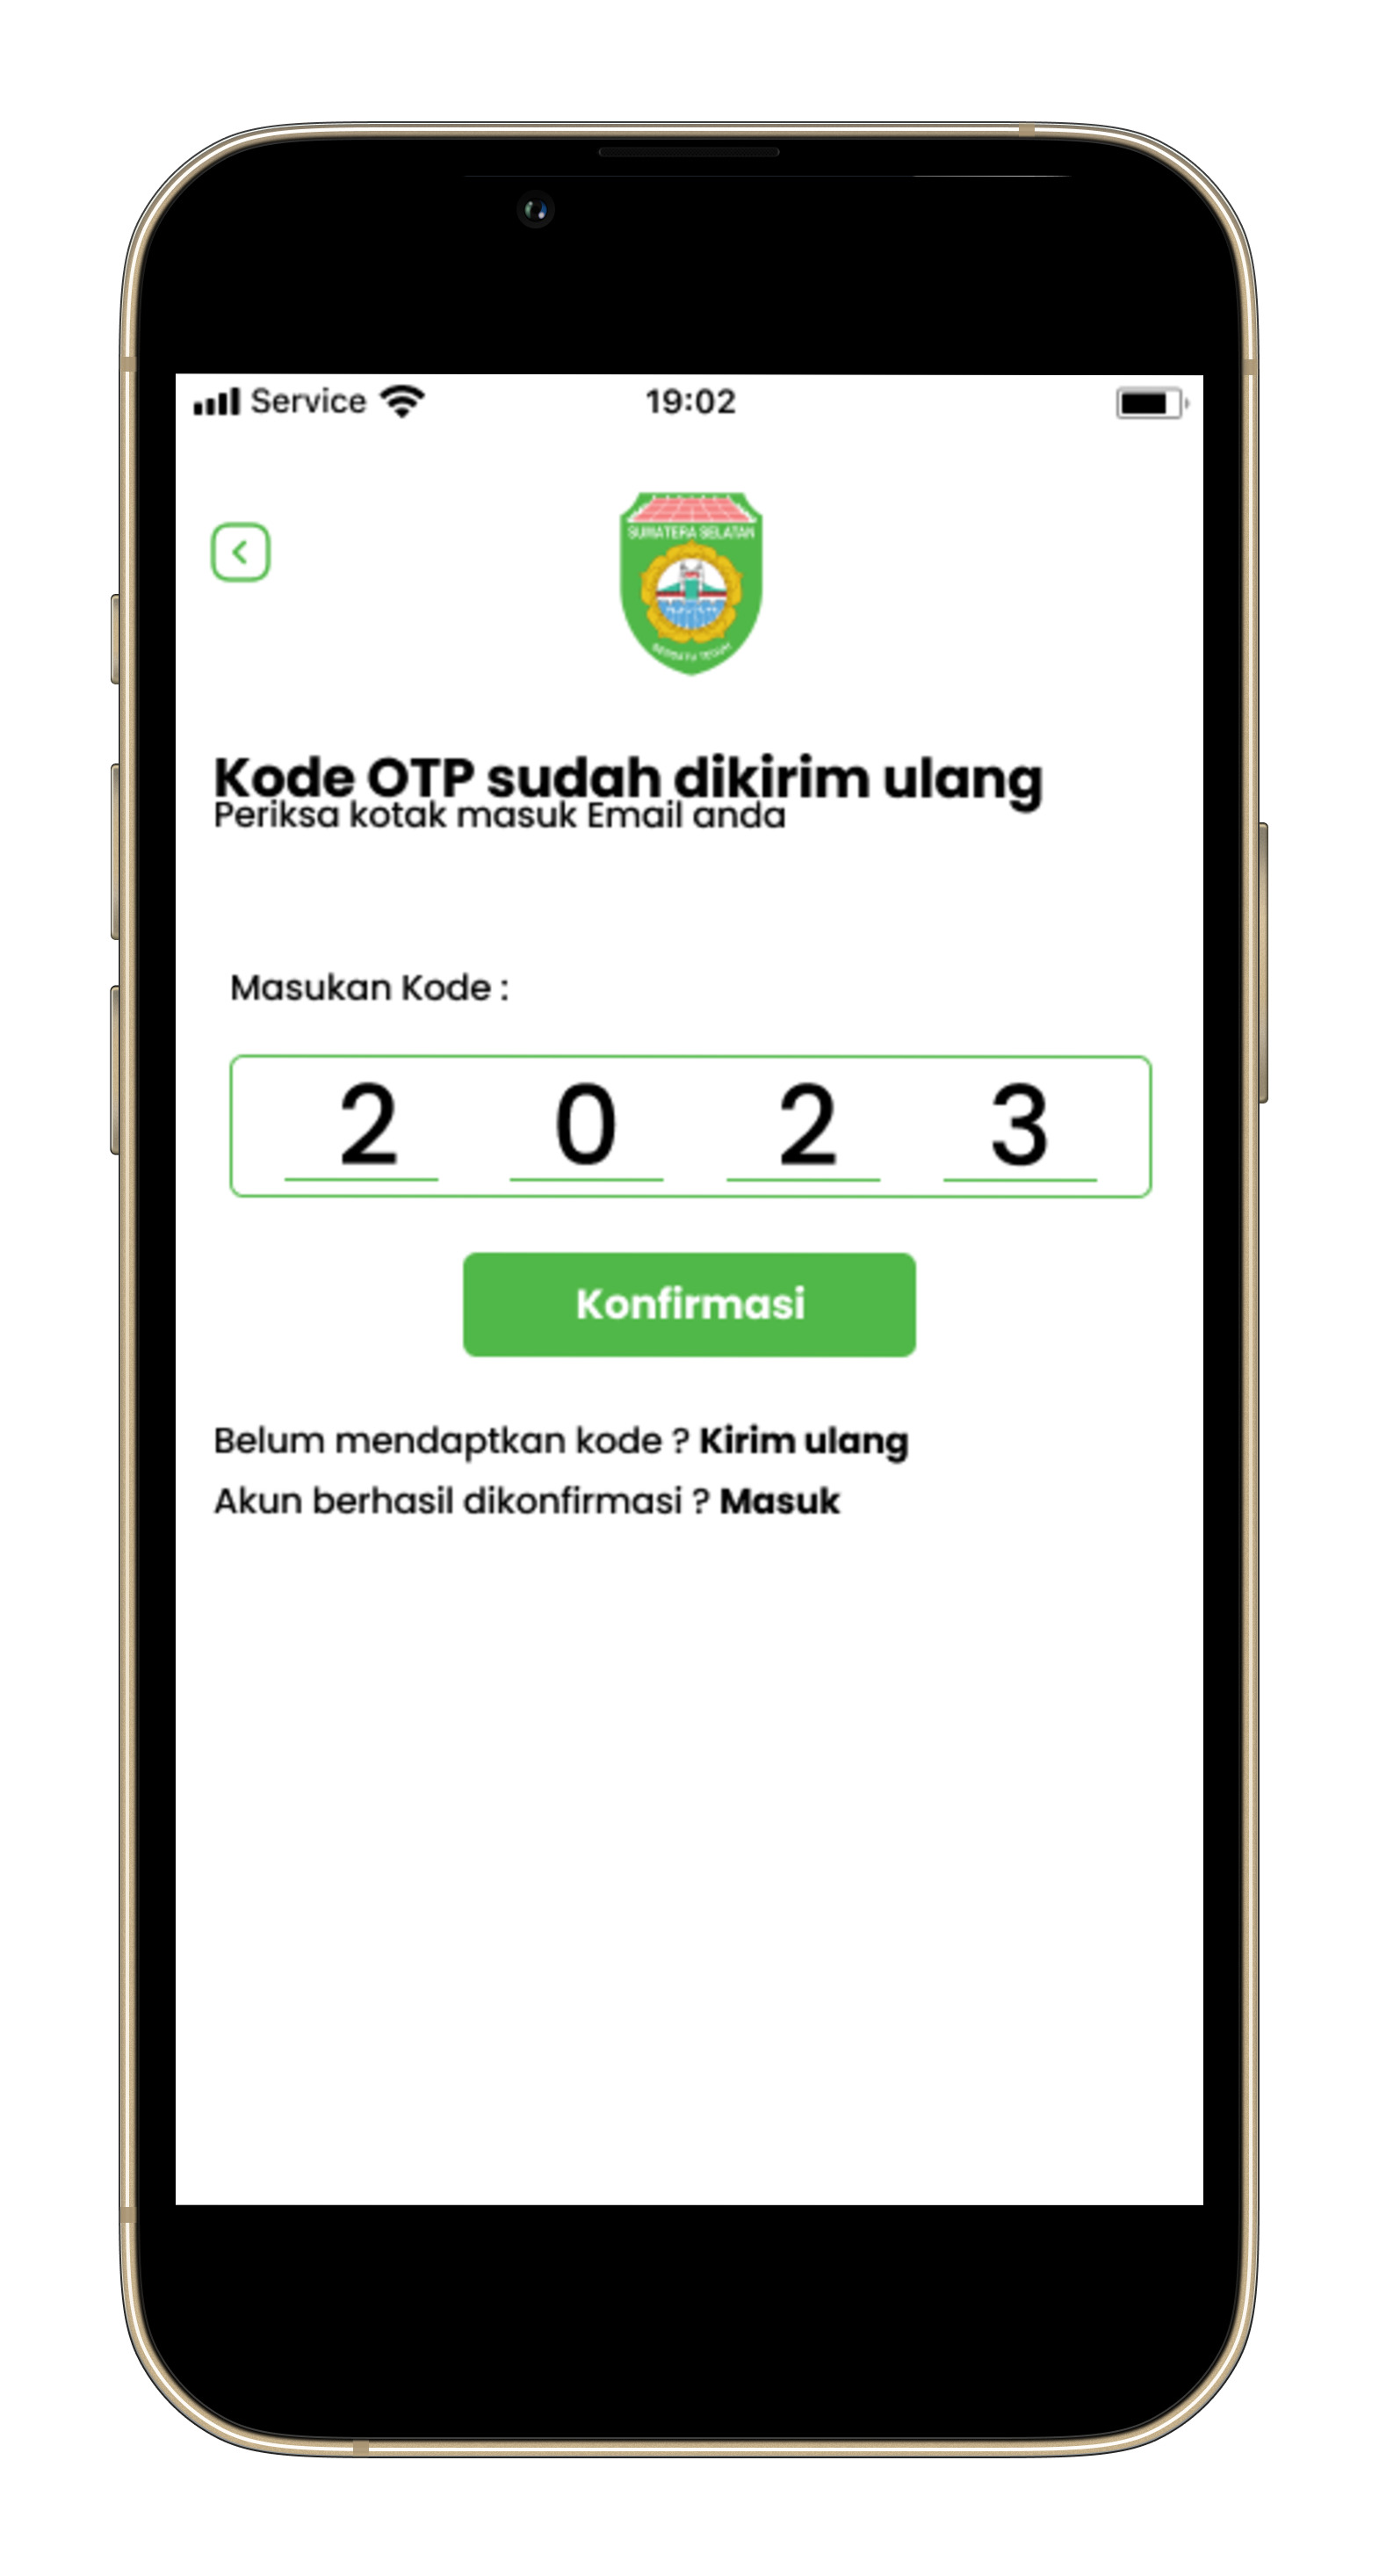 Service 19:02
SUMATERA SELATAN
Kode OTP sudah dikirim ulang
Periksa kotak masuk Email anda
Masukan Kode :
2 0 2 3
Konfirmasi
Belum mendaptkan kode ? Kirim ulang
Akun berhasil dikonfirmasi ? Masuk